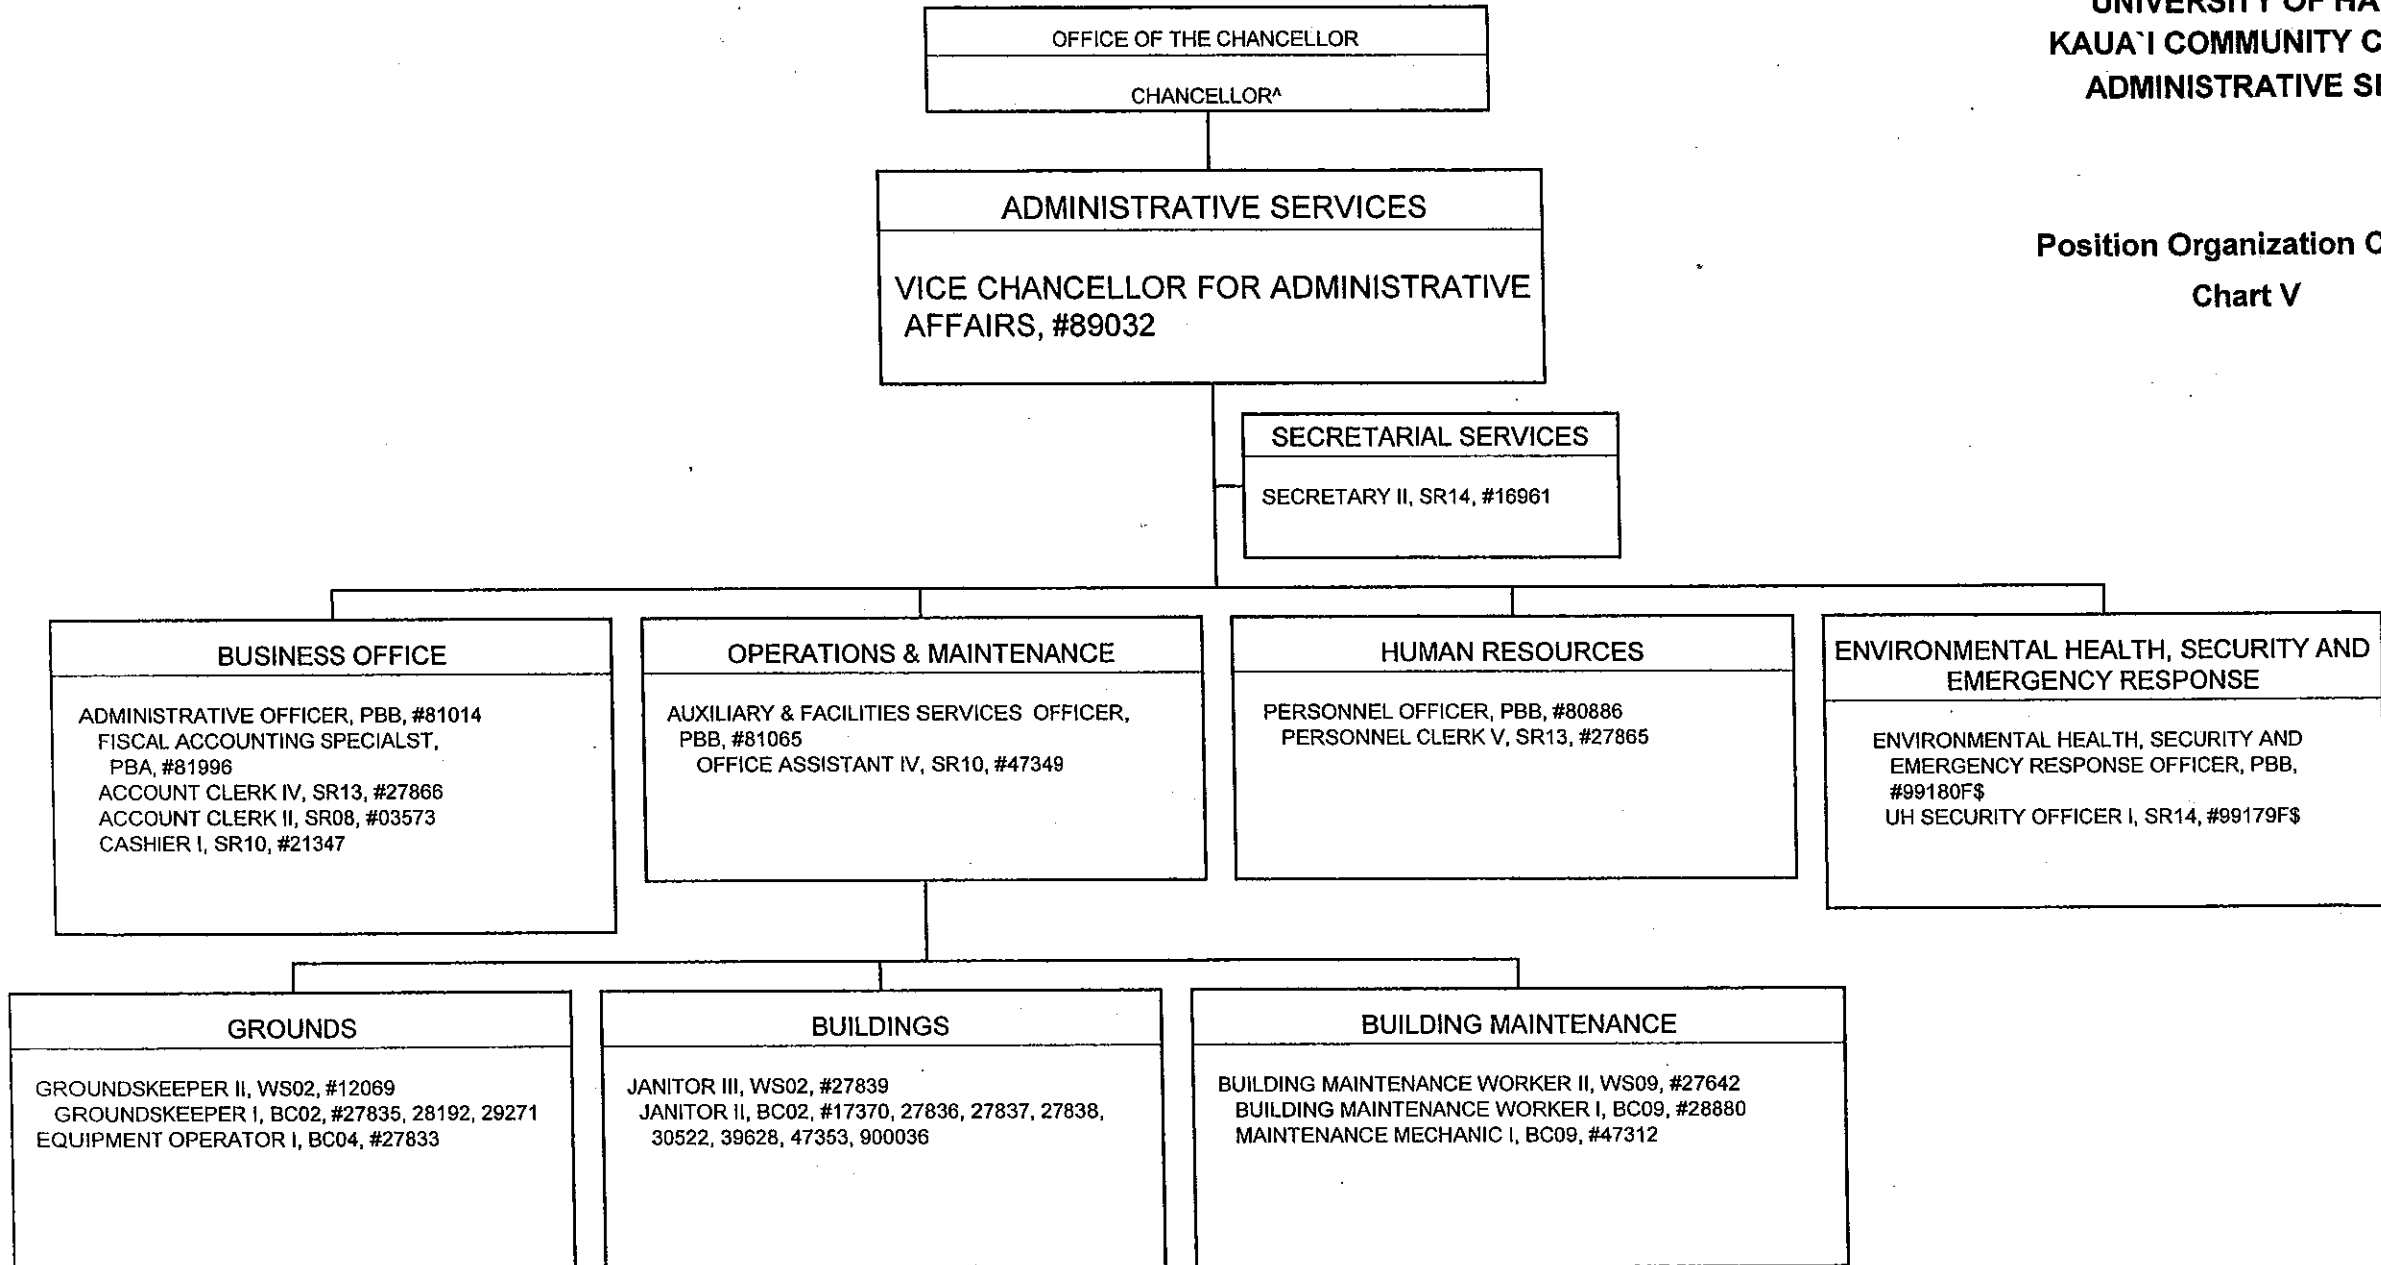 UNIVERSITY OF HA
KAUA`I COMMUNITY C
ADMINISTRATIVE SE
Position Organization C
Chart V
OFFICE OF THE CHANCELLOR
CHANCELLOR^
ADMINISTRATIVE SERVICES
VICE CHANCELLOR FOR ADMINISTRATIVE
AFFAIRS, #89032
SECRETARIAL SERVICES
SECRETARY II, SR14, #16961
BUSINESS OFFICE
ADMINISTRATIVE OFFICER, PBB, #81014
FISCAL ACCOUNTING SPECIALST,
PBA, #81996
ACCOUNT CLERK IV, SR13, #27866
ACCOUNT CLERK II, SR08, #03573
CASHIER I, SR10, #21347
OPERATIONS & MAINTENANCE
AUXILIARY & FACILITIES SERVICES OFFICER,
PBB, #81065
OFFICE ASSISTANT IV, SR10, #47349
HUMAN RESOURCES
PERSONNEL OFFICER, PBB, #80886
PERSONNEL CLERK V, SR13, #27865
ENVIRONMENTAL HEALTH, SECURITY AND
EMERGENCY RESPONSE
ENVIRONMENTAL HEALTH, SECURITY AND
EMERGENCY RESPONSE OFFICER, PBB,
#99180F$
UH SECURITY OFFICER I, SR14, #99179F$
GROUNDS
GROUNDSKEEPER II, WS02, #12069
GROUNDSKEEPER I, BC02, #27835, 28192, 29271
EQUIPMENT OPERATOR I, BC04, #27833
BUILDINGS
JANITOR III, WS02, #27839
JANITOR II, BC02, #17370, 27836, 27837, 27838,
30522, 39628, 47353, 900036
BUILDING MAINTENANCE
BUILDING MAINTENANCE WORKER II, WS09, #27642
BUILDING MAINTENANCE WORKER I, BC09, #28880
MAINTENANCE MECHANIC I, BC09, #47312